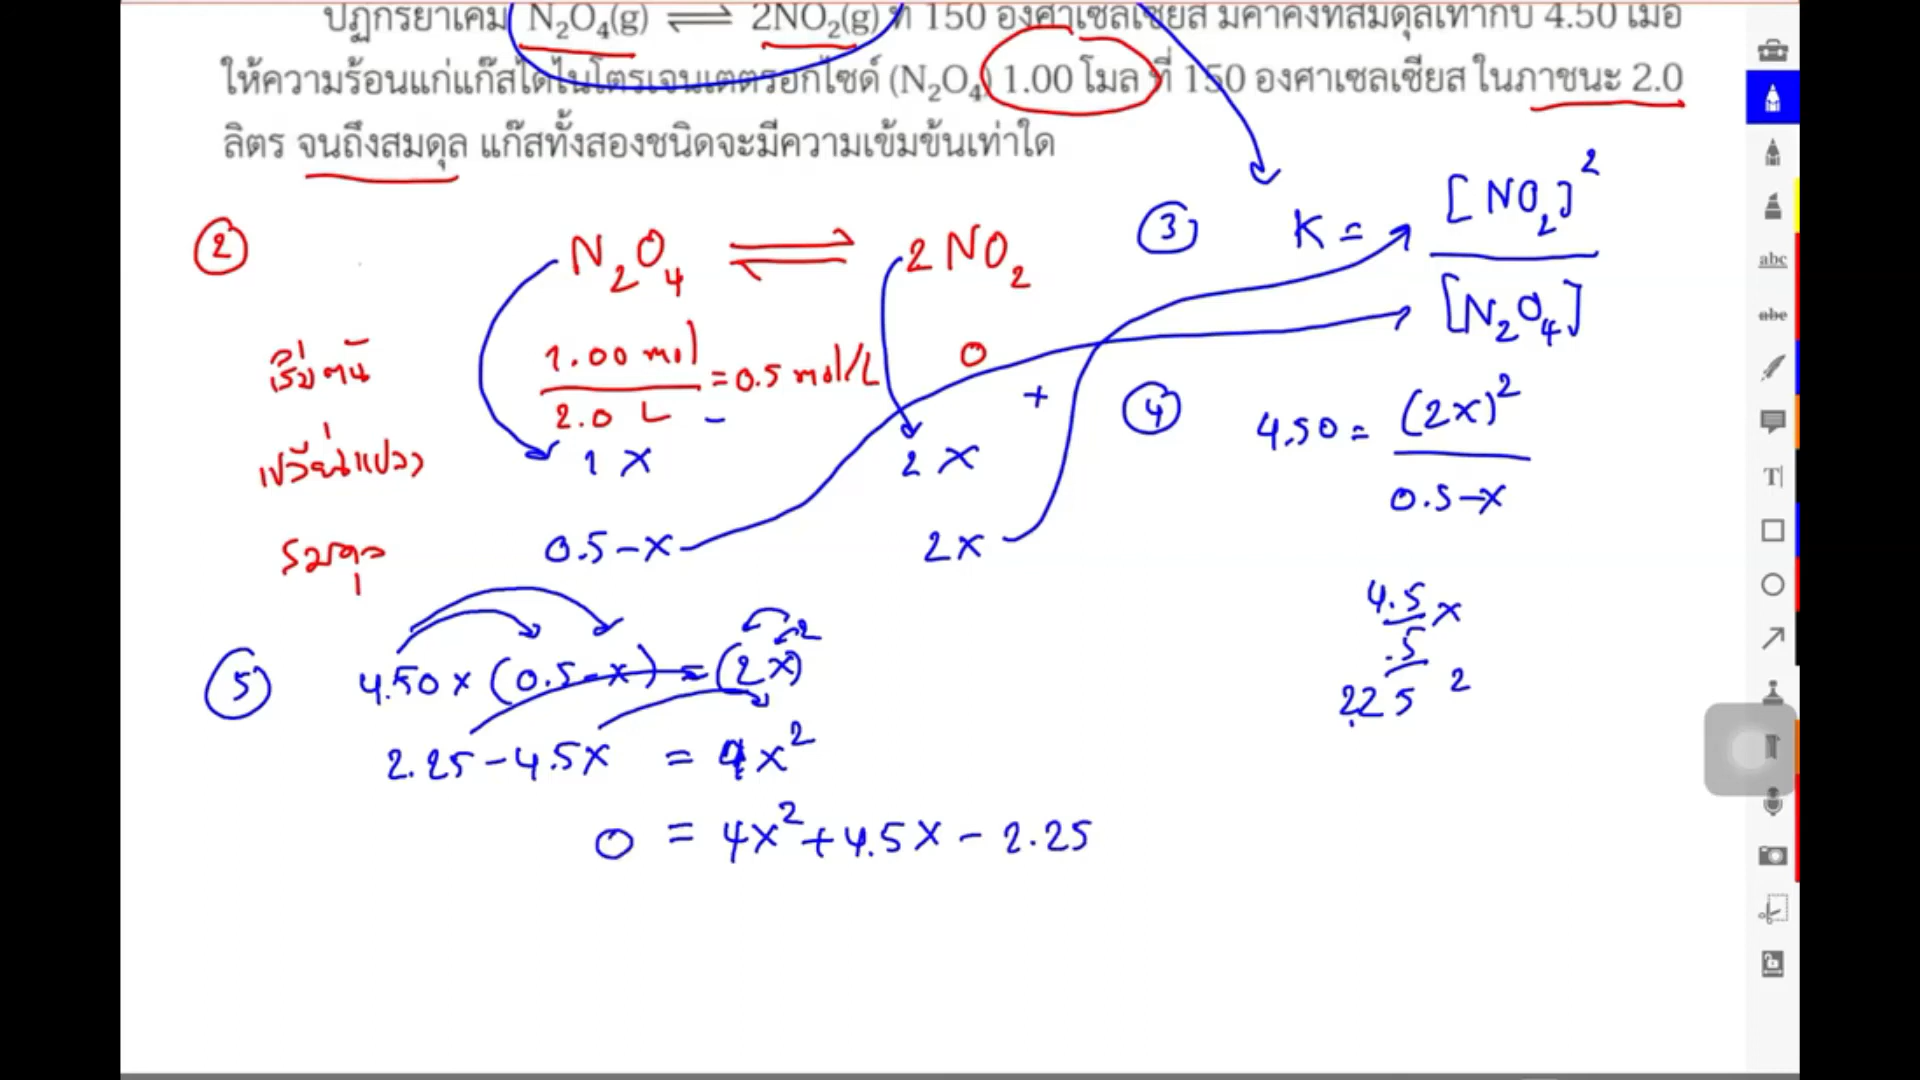 ปฏิกิริยาเคมี N₂O₄(g) ⇌ 2NO₂(g) ที่ 150 องศาเซลเซียส มีค่าคงที่สมดุลเท่ากับ 4.50 เมื่อ
ให้ความร้อนแก่แก๊สไดไนโตรเจนเตตรอกไซด์ (N₂O₄) 1.00 โมล ที่ 150 องศาเซลเซียส ในภาชนะ 2.0
ลิตร จนถึงสมดุล แก๊สทั้งสองชนิดจะมีความเข้มข้นเท่าใด
② N₂O₄ ⇌ 2NO₂
③ K = [NO₂]² / [N₂O₄]
เริ่มต้น 1.00 mol / 2.0 L = 0.5 mol/L 0
เปลี่ยนแปลง 1x +2x
สมดุล 0.5-x 2x
④ 4.50 = (2x)² / 0.5-x
4.5 x
.5
2.25 2
⑤ 4.50 x (0.5-x) = (2x)²
2.25-4.5x = 4x²
0 = 4x²+4.5x-2.25
abc
abc
T